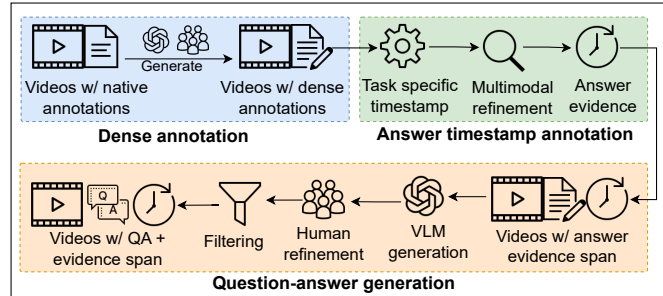 Generate
Videos w/ native
annotations
Videos w/ dense
annotations
Dense annotation
Task specific
timestamp
Multimodal
refinement
Answer
evidence
Answer timestamp annotation
Q
A
Videos w/ QA +
evidence span
Filtering
Human
refinement
VLM
generation
Videos w/ answer
evidence span
Question-answer generation